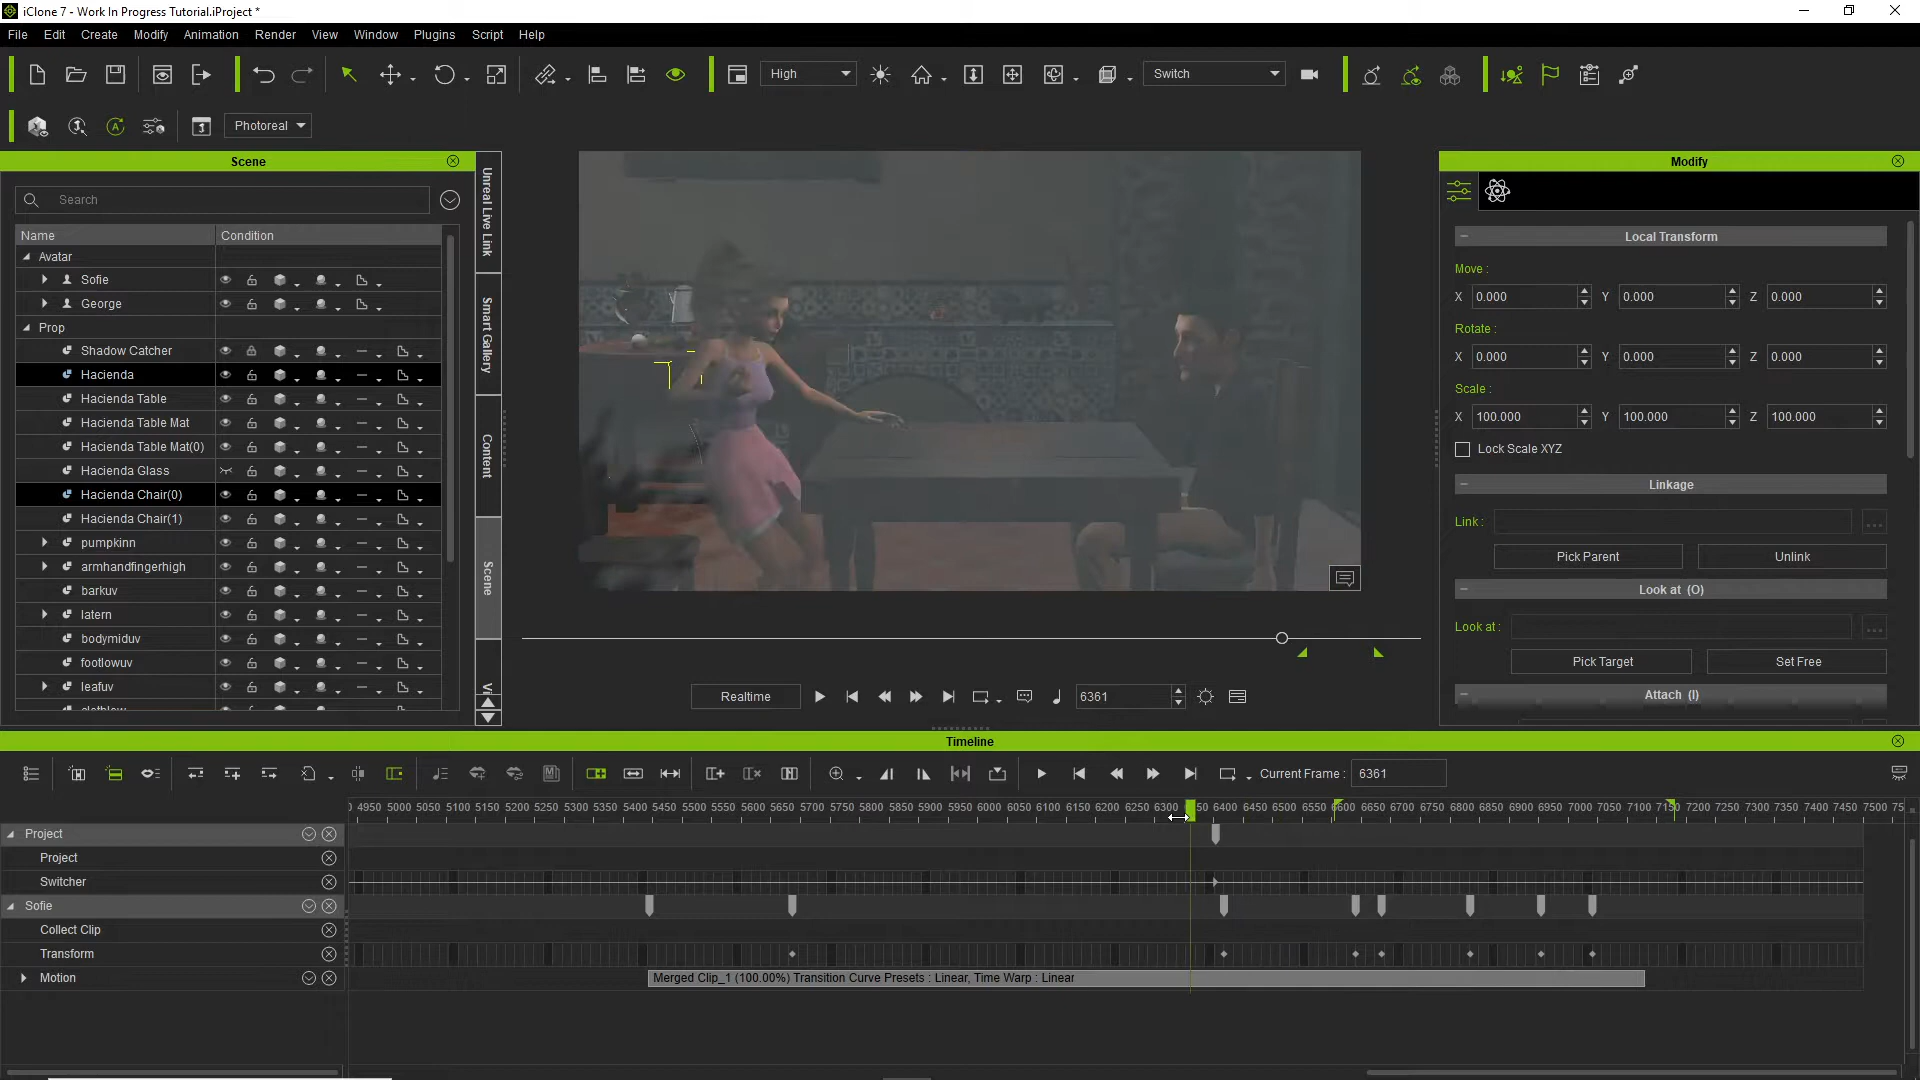 iClone 7 - Work In Progress Tutorial.iProject *
File Edit Create Modify Animation Render View Window Plugins Script Help
High
Switch
Photoreal
Scene
Search
Name Condition
Avatar
Sofie
George
Prop
Shadow Catcher
Hacienda
Hacienda Table
Hacienda Table Mat
Hacienda Table Mat(0)
Hacienda Glass
Hacienda Chair(0)
Hacienda Chair(1)
pumpkinn
armhandfingerhigh
barkuv
latern
bodymiduv
footlowuv
leafuv
Unreal Live Link
Smart Gallery
Content
Scene
Vi
Realtime
6361
Modify
Local Transform
Move :
X 0.000 Y 0.000 Z 0.000
Rotate :
X 0.000 Y 0.000 Z 0.000
Scale :
X 100.000 Y 100.000 Z 100.000
Lock Scale XYZ
Linkage
Link :
Pick Parent Unlink
Look at (O)
Look at :
Pick Target Set Free
Attach (I)
Timeline
Current Frame : 6361
4950 5000 5050 5100 5150 5200 5250 5300 5350 5400 5450 5500 5550 5600 5650 5700 5750 5800 5850 5900 5950 6000 6050 6100 6150 6200 6250 6300 50 6400 6450 6500 6550 6600 6650 6700 6750 6800 6850 6900 6950 7000 7050 7100 7150 7200 7250 7300 7350 7400 7450 7500
Project
Project
Switcher
Sofie
Collect Clip
Transform
Motion
Merged Clip_1 (100.00%) Transition Curve Presets : Linear, Time Warp : Linear